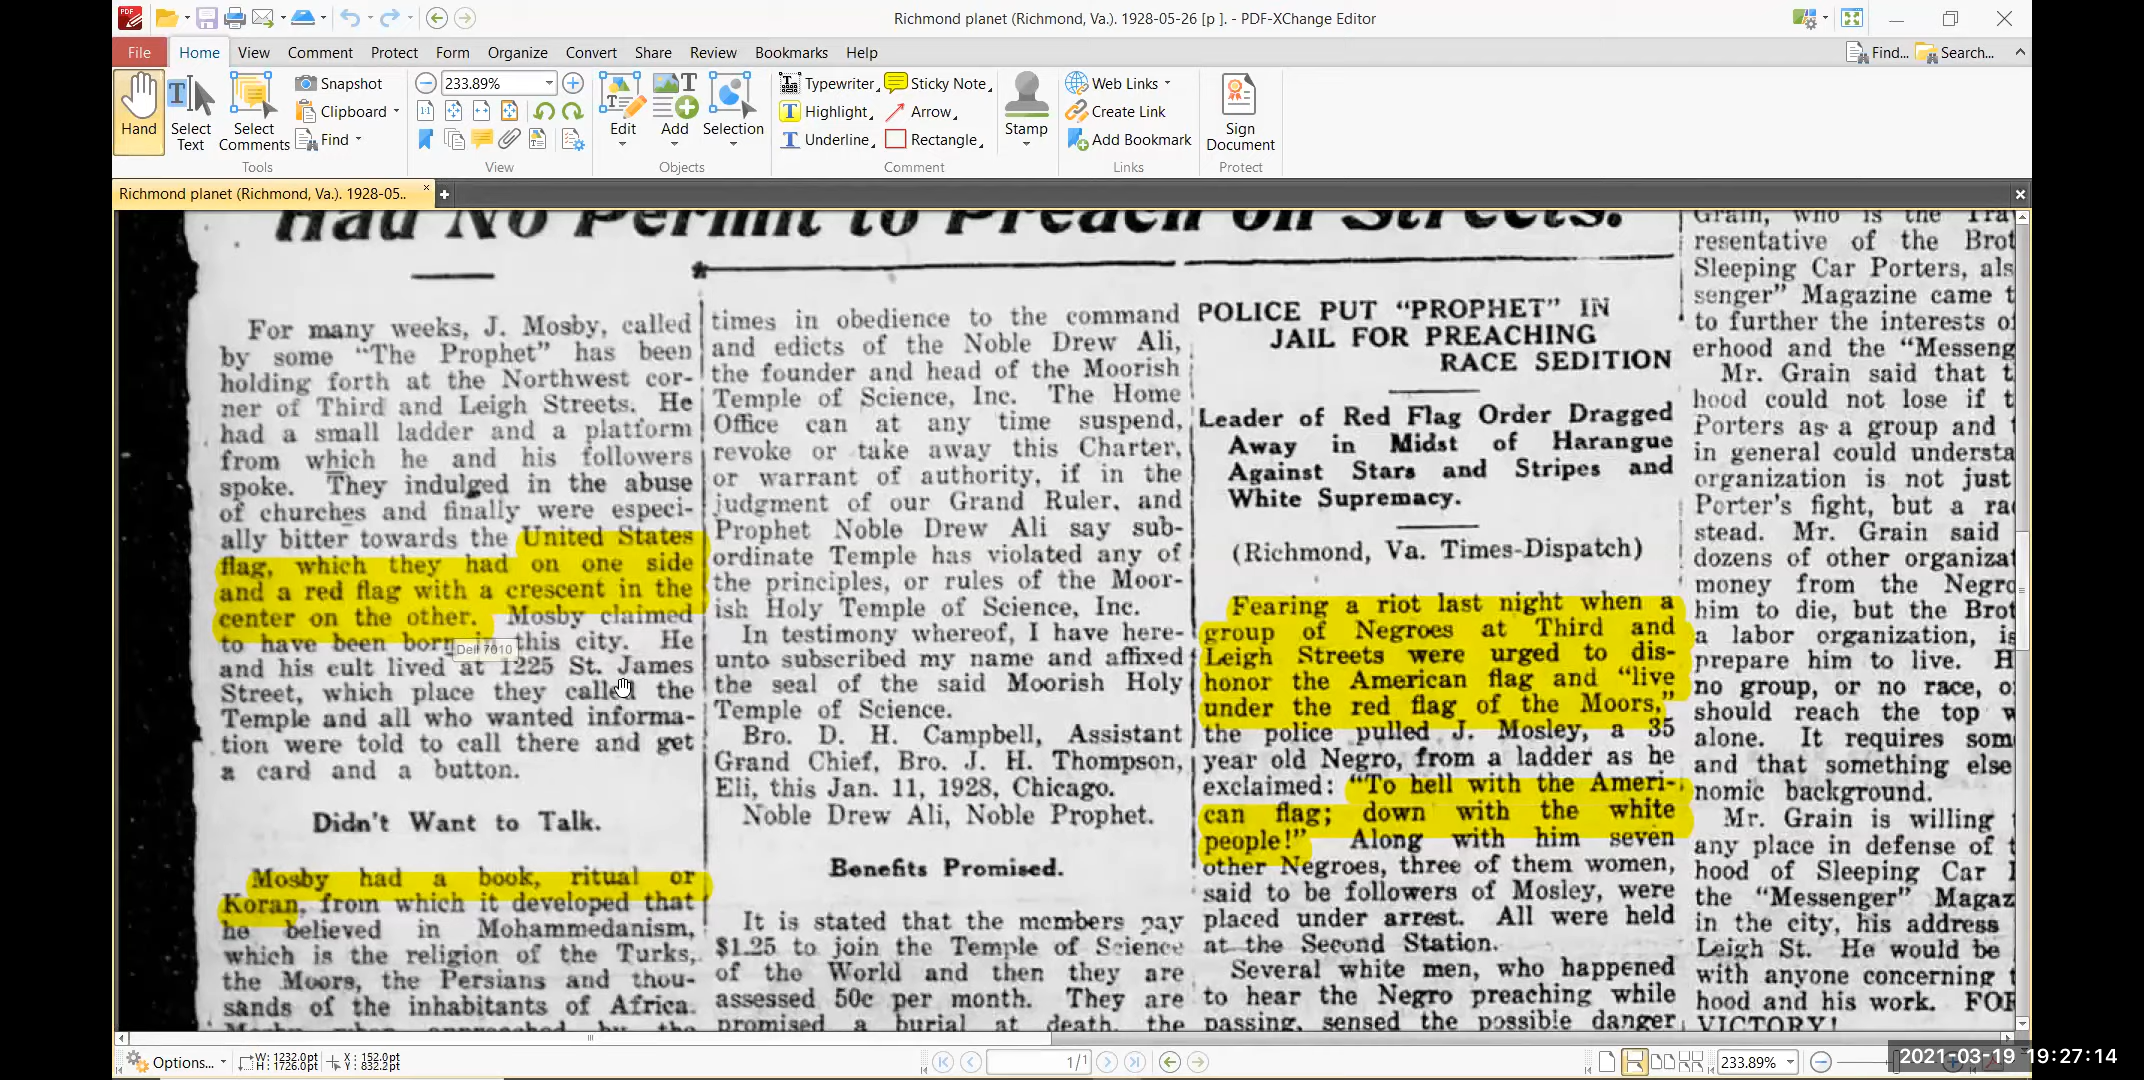 Richmond planet (Richmond, Va.). 1928-05-26 [p ]. - PDF-XChange Editor
File Home View Comment Protect Form Organize Convert Share Review Bookmarks Help
Find... Search...
Hand
Select Text
Select Comments
Snapshot
Clipboard
Find
Tools
233.89%
View
Edit
Add
Selection
Objects
Typewriter
Sticky Note
Highlight
Arrow
Underline
Rectangle
Stamp
Comment
Web Links
Create Link
Add Bookmark
Links
Sign Document
Protect
Richmond planet (Richmond, Va.). 1928-05..
Had No Permit to Preach on Streets.
For many weeks, J. Mosby, called
by some "The Prophet" has been
holding forth at the Northwest cor-
ner of Third and Leigh Streets. He
had a small ladder and a platform
from which he and his followers
spoke. They indulged in the abuse
of churches and finally were especi-
ally bitter towards the United States
flag, which they had on one side
and a red flag with a crescent in the
center on the other. Mosby claimed
to have been born in this city. He
and his cult lived at 1225 St. James
Street, which place they called the
Temple and all who wanted informa-
tion were told to call there and get
a card and a button.
Didn't Want to Talk.
Mosby had a book, ritual or
Koran, from which it developed that
he believed in Mohammedanism,
which is the religion of the Turks,
the Moors, the Persians and thou-
sands of the inhabitants of Africa.
Dell 7010
times in obedience to the command
and edicts of the Noble Drew Ali,
the founder and head of the Moorish
Temple of Science, Inc. The Home
Office can at any time suspend,
revoke or take away this Charter,
or warrant of authority, if in the
judgment of our Grand Ruler, and
Prophet Noble Drew Ali say sub-
ordinate Temple has violated any of
the principles, or rules of the Moor-
ish Holy Temple of Science, Inc.
In testimony whereof, I have here-
unto subscribed my name and affixed
the seal of the said Moorish Holy
Temple of Science.
Bro. D. H. Campbell, Assistant
Grand Chief, Bro. J. H. Thompson,
Eli, this Jan. 11, 1928, Chicago.
Noble Drew Ali, Noble Prophet.
Benefits Promised.
It is stated that the members pay
$1.25 to join the Temple of Science
of the World and then they are
assessed 50c per month. They are
promised a burial at death, the
POLICE PUT "PROPHET" IN
JAIL FOR PREACHING
RACE SEDITION
Leader of Red Flag Order Dragged
Away in Midst of Harangue
Against Stars and Stripes and
White Supremacy.
(Richmond, Va. Times-Dispatch)
Fearing a riot last night when a
group of Negroes at Third and
Leigh Streets were urged to dis-
honor the American flag and "live
under the red flag of the Moors,"
the police pulled J. Mosley, a 35
year old Negro, from a ladder as he
exclaimed: "To hell with the Ameri-
can flag; down with the white
people!" Along with him seven
other Negroes, three of them women,
said to be followers of Mosley, were
placed under arrest. All were held
at the Second Station.
Several white men, who happened
to hear the Negro preaching while
passing, sensed the possible danger
Grain, who is the Tra
resentative of the Brot
Sleeping Car Porters, als
senger" Magazine came t
to further the interests o
erhood and the "Messeng
Mr. Grain said that t
hood could not lose if t
Porters as a group and
in general could understa
organization is not just
Porter's fight, but a ra
stead. Mr. Grain said
dozens of other organizat
money from the Negro
him to die, but the Brot
a labor organization, is
prepare him to live. H
no group, or no race, o
should reach the top w
alone. It requires som
and that something else
nomic background.
Mr. Grain is willing
any place in defense of t
hood of Sleeping Car
the "Messenger" Magaz
in the city, his address
Leigh St. He would be
with anyone concerning t
hood and his work. FOR
VICTORY!
Options...
W: 1232.0pt
H: 1726.0pt
X: 152.0pt
Y: 832.2pt
1/1
233.89%
2021-03-19 19:27:14